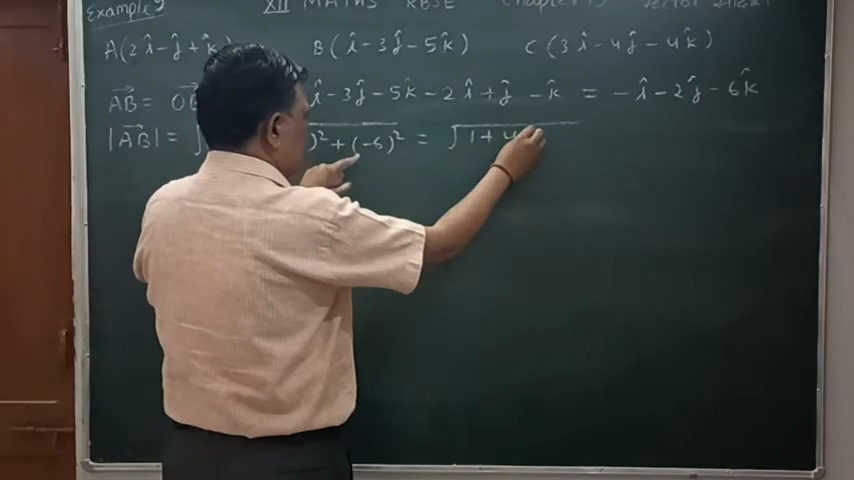 Example 9 XII MATHS RBSE Chapter 13 Vector
A(2î-ĵ+k̂) B(î-3ĵ-5k̂) C(3î-4ĵ-4k̂)
AB⃗ = OB⃗ î-3ĵ-5k̂-2î+ĵ-k̂ = -î-2ĵ-6k̂
|AB⃗| = √ )²+(-6)² = √1+4